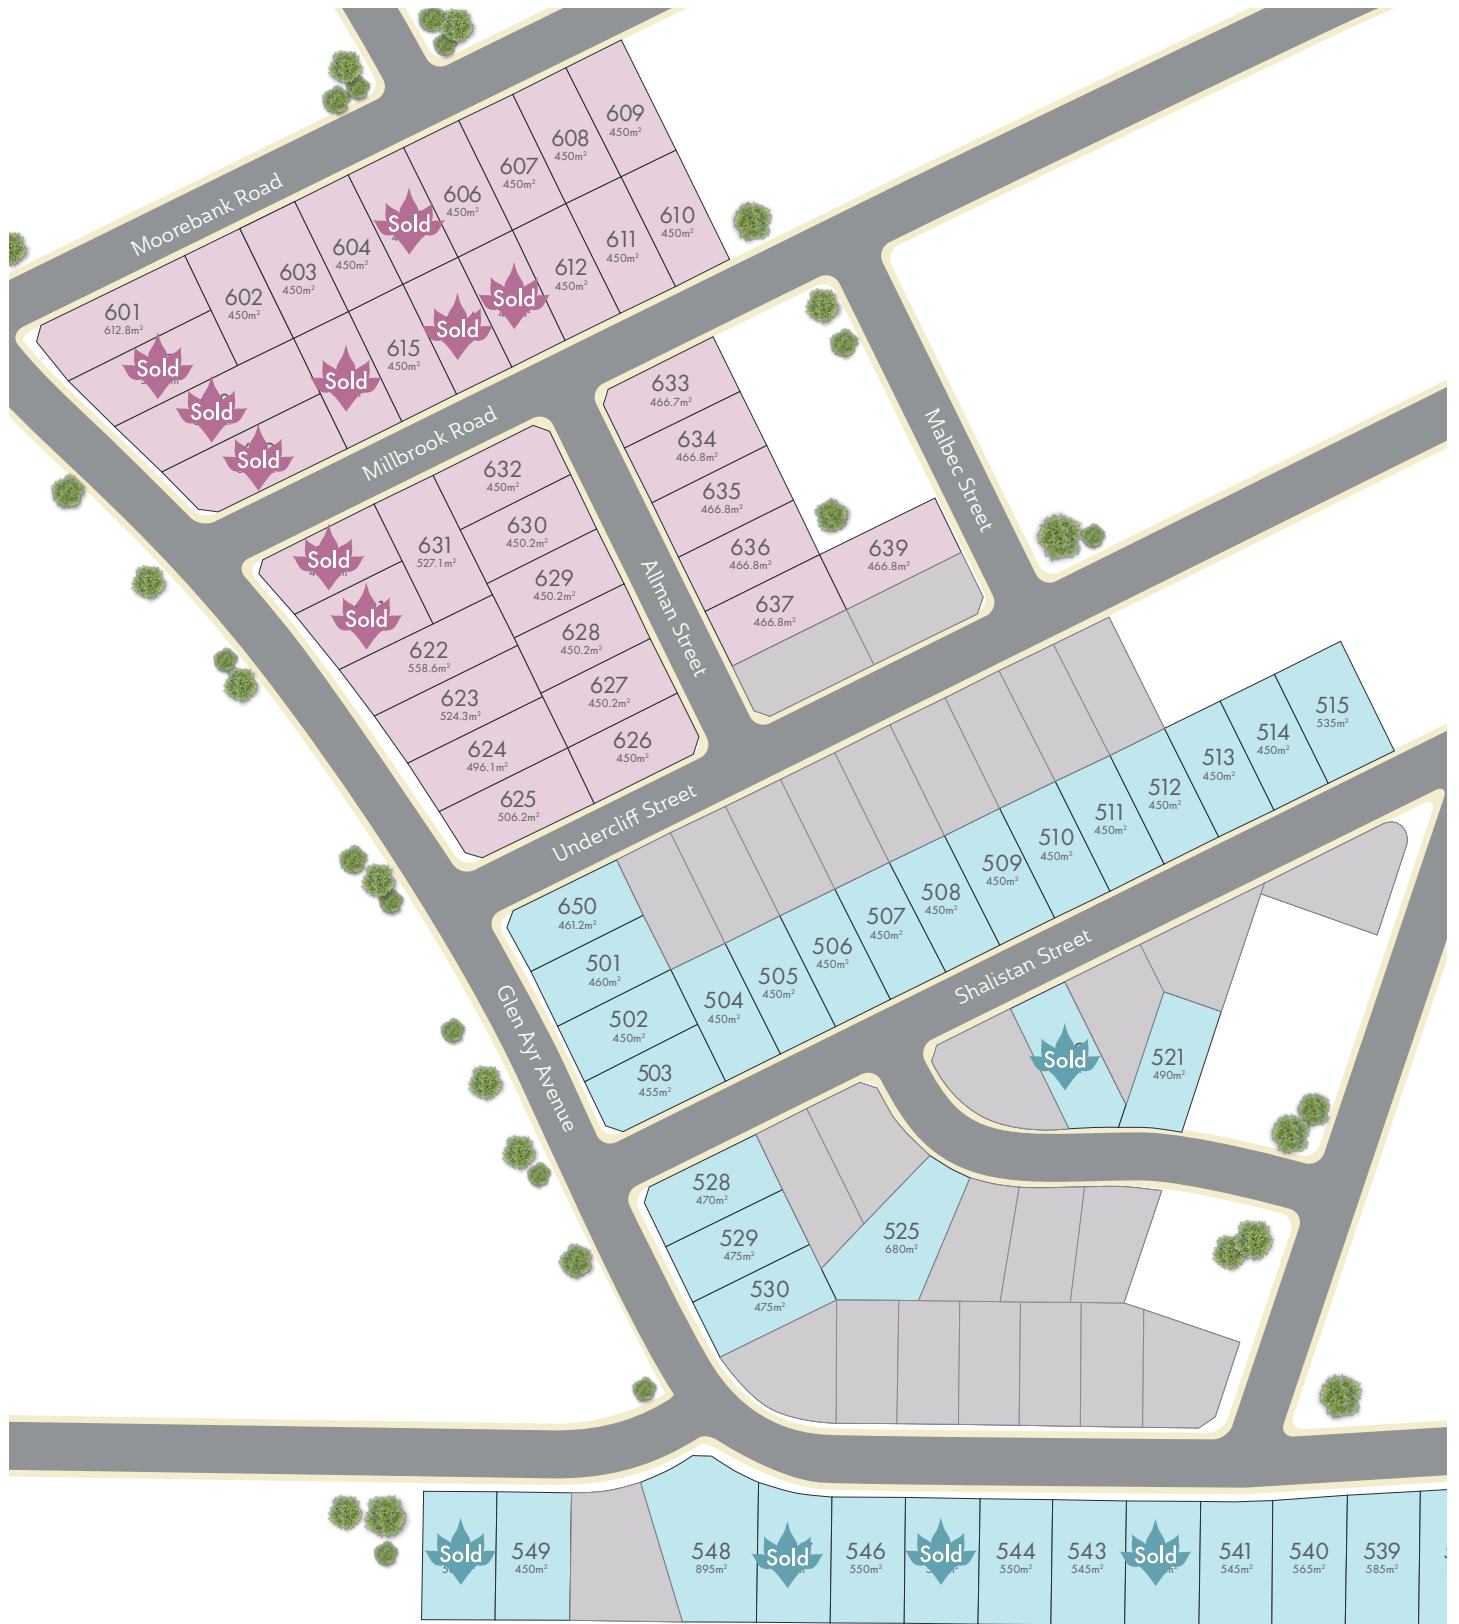 609
450m²
608
450m²
607
450m²
606
450m²
Sold
604
450m²
603
450m²
602
450m²
601
612.8m²
Moorebank Road
610
450m²
611
450m²
612
450m²
Sold
Sold
615
450m²
Sold
Sold
Sold
Sold
Millbrook Road
633
466.7m²
634
466.8m²
635
466.8m²
636
466.8m²
637
466.8m²
639
466.8m²
Malbec Street
Allman Street
632
450m²
631
527.1m²
630
450.2m²
629
450.2m²
628
450.2m²
627
450.2m²
626
450m²
Sold
Sold
622
558.6m²
623
524.3m²
624
496.1m²
625
506.2m²
Undercliff Street
515
535m²
514
450m²
513
450m²
512
450m²
511
450m²
510
450m²
509
450m²
508
450m²
507
450m²
506
450m²
505
450m²
504
450m²
650
461.2m²
501
460m²
502
450m²
503
455m²
Glen Ayr Avenue
Shalistan Street
Sold
521
490m²
528
470m²
529
475m²
530
475m²
525
680m²
Sold
549
450m²
548
895m²
Sold
546
550m²
Sold
544
550m²
543
545m²
Sold
541
545m²
540
565m²
539
585m²